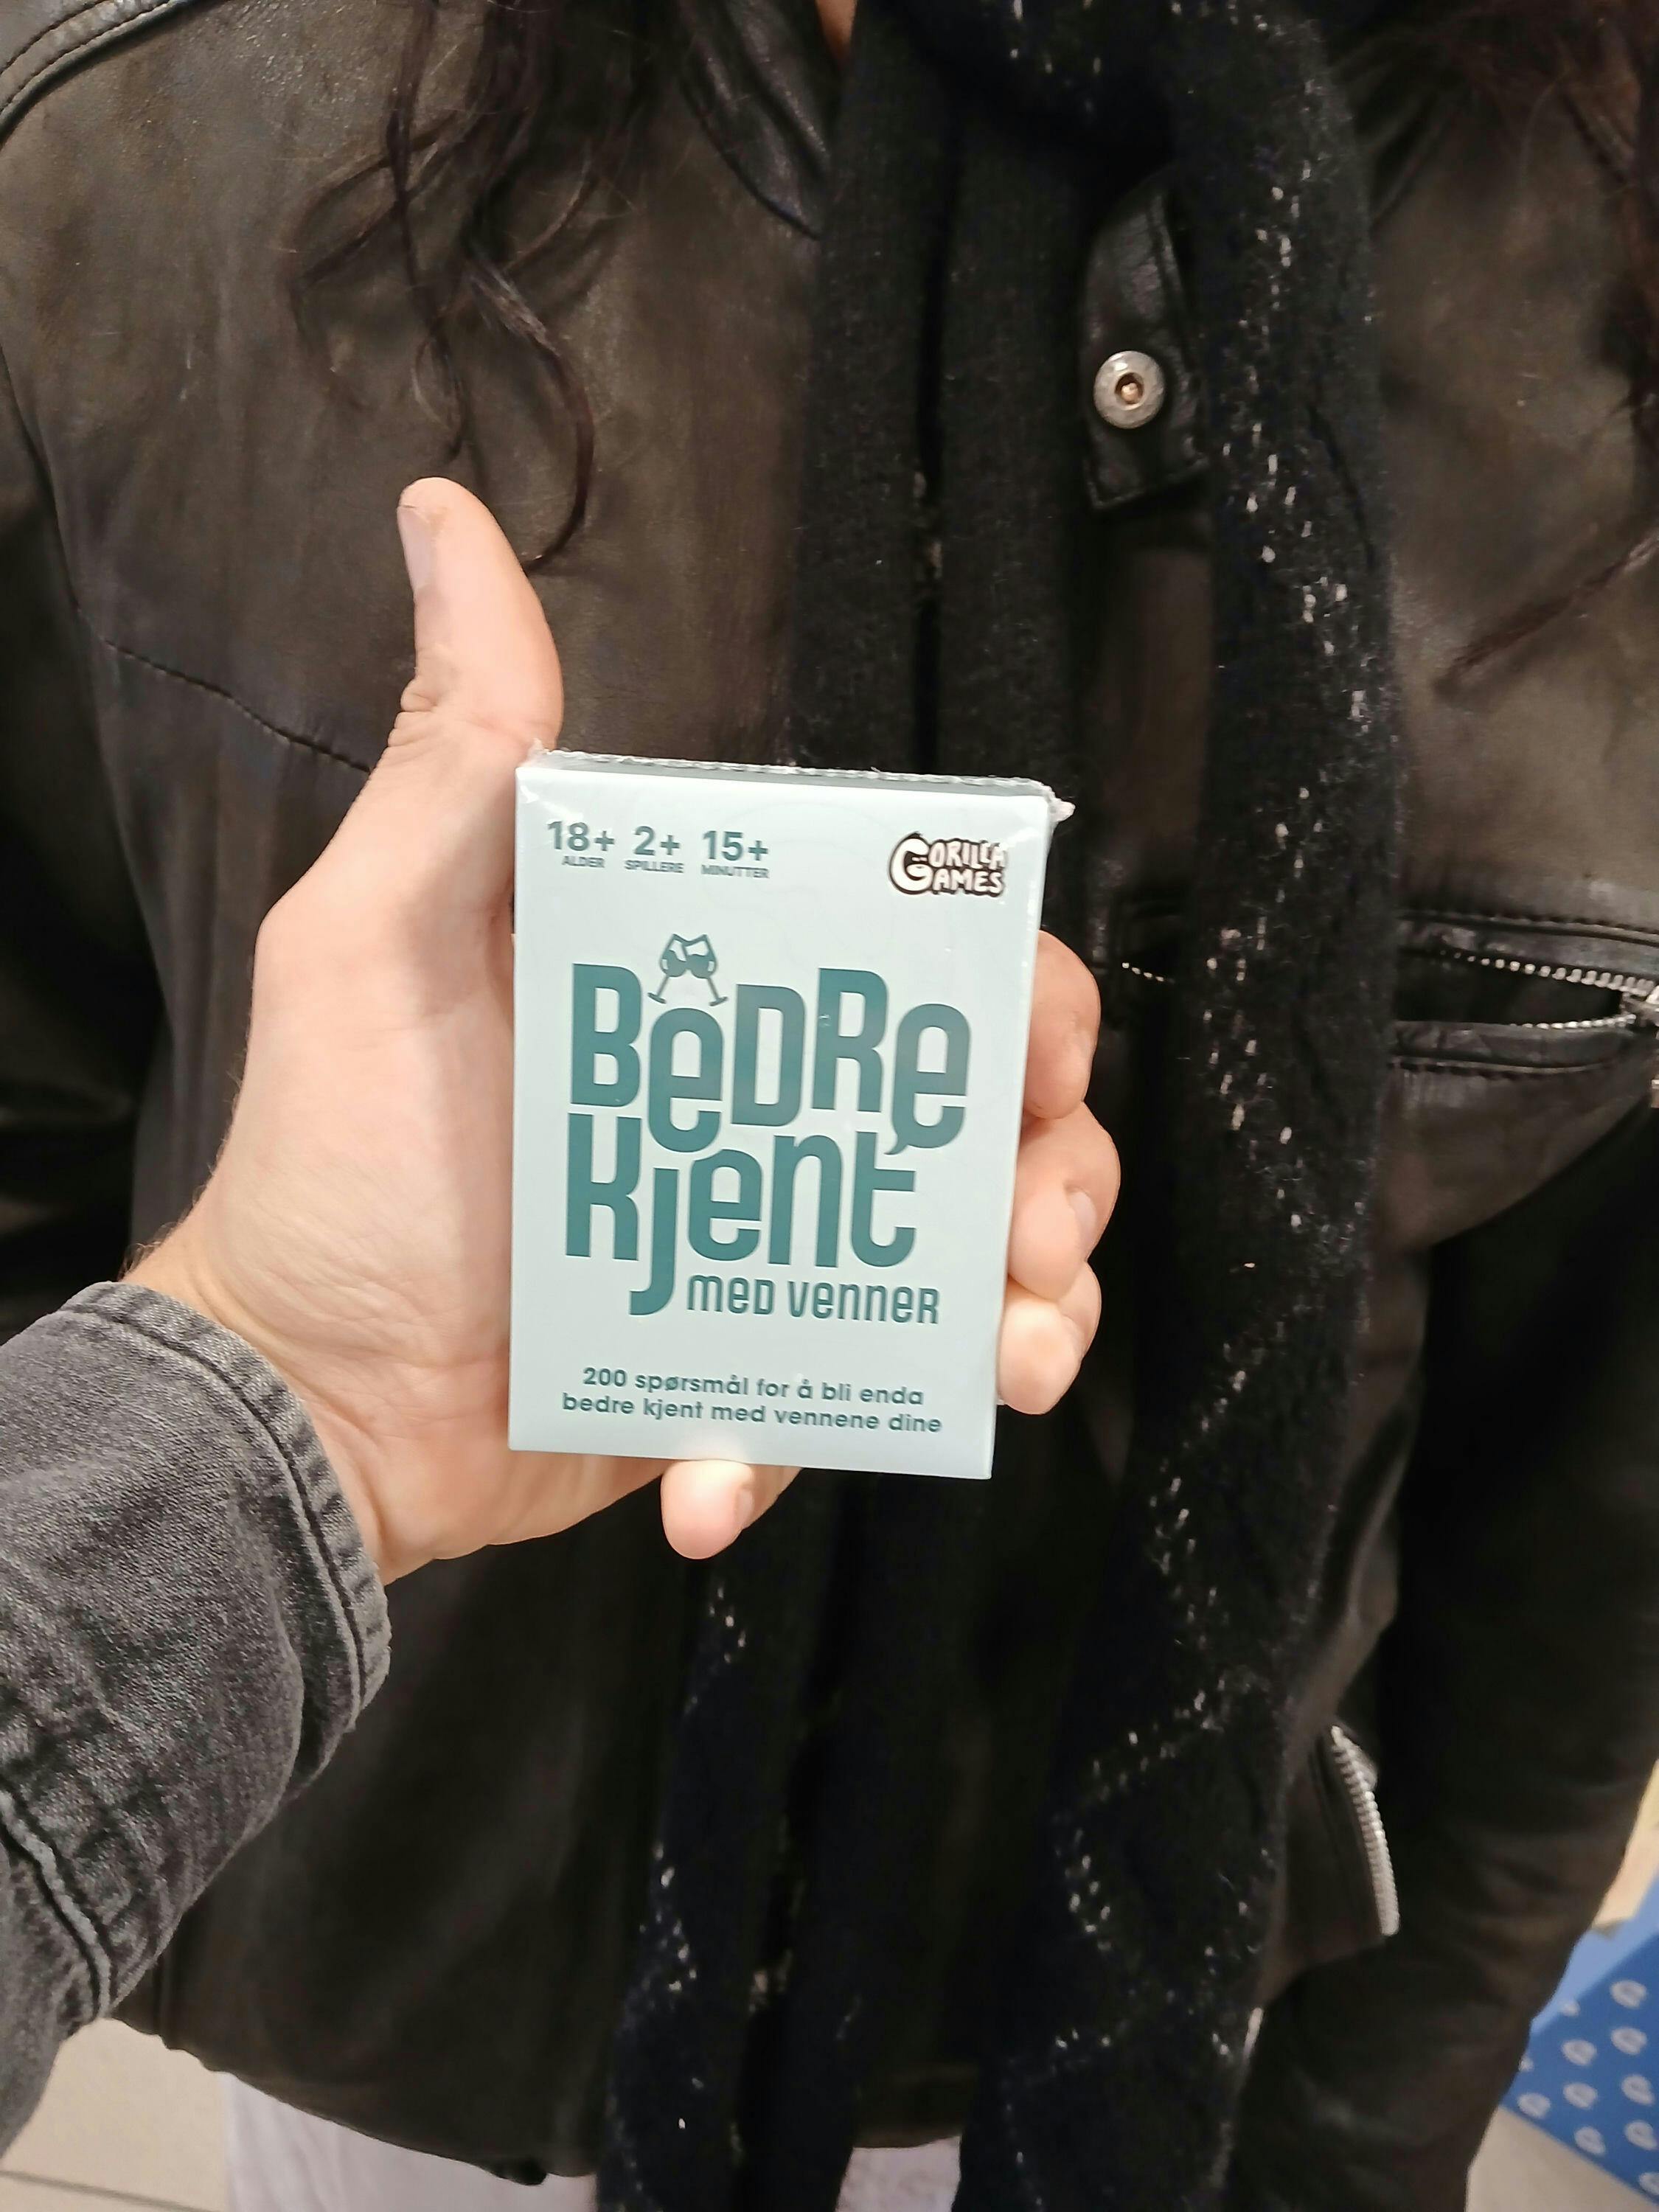 18+ 2+ 15+
ALDER SPILLERE MINUTTER
GORILLA
GAMES
BeDRe
Kjent
MED venneR
200 spørsmål for å bli enda
bedre kjent med vennene dine